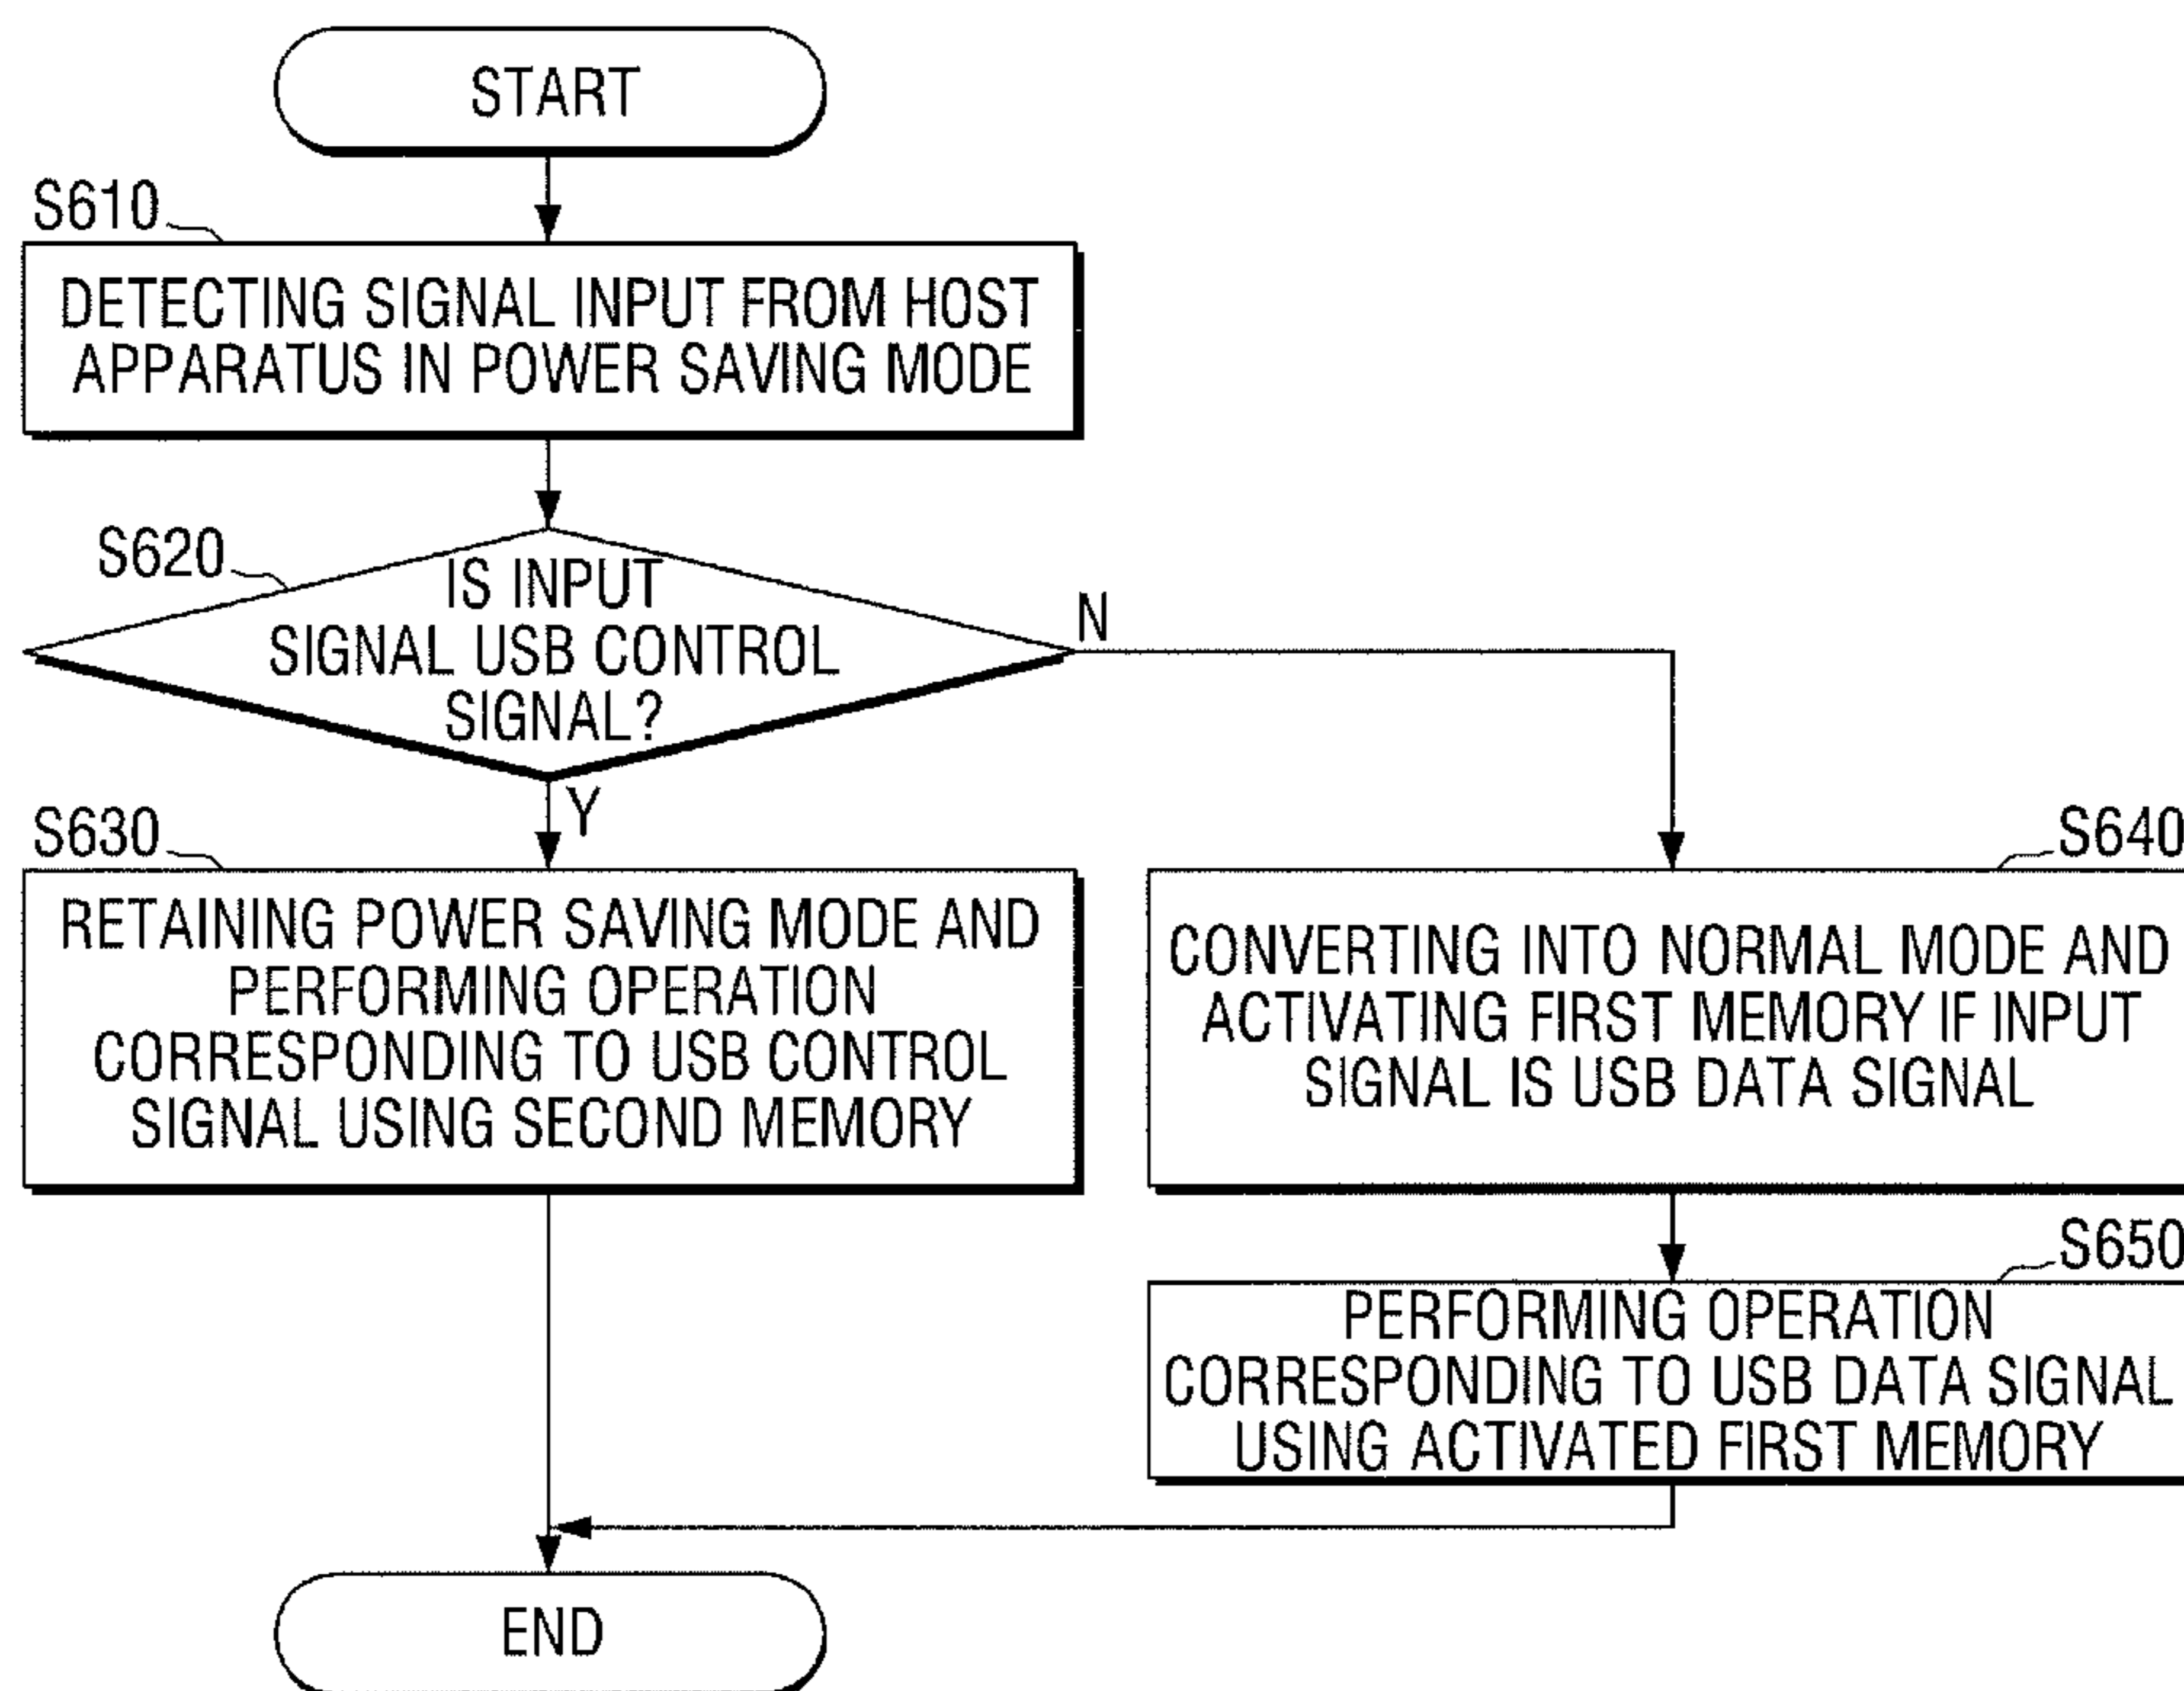 START
S610
DETECTING SIGNAL INPUT FROM HOST
APPARATUS IN POWER SAVING MODE
S620
IS INPUT
SIGNAL USB CONTROL
SIGNAL?
N
Y
S630
RETAINING POWER SAVING MODE AND
PERFORMING OPERATION
CORRESPONDING TO USB CONTROL
SIGNAL USING SECOND MEMORY
S640
CONVERTING INTO NORMAL MODE AND
ACTIVATING FIRST MEMORY IF INPUT
SIGNAL IS USB DATA SIGNAL
S650
PERFORMING OPERATION
CORRESPONDING TO USB DATA SIGNAL
USING ACTIVATED FIRST MEMORY
END